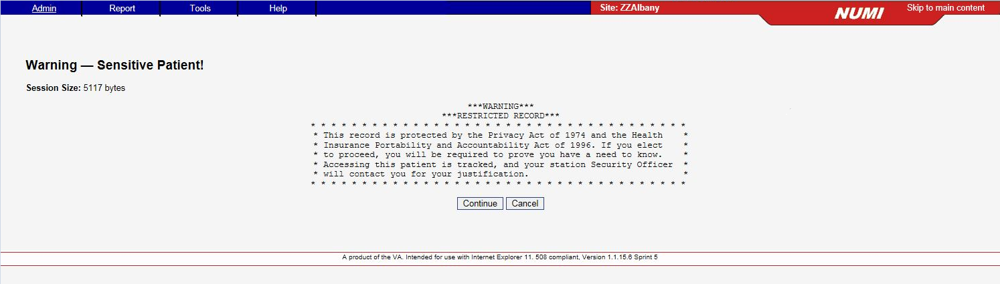 Admin Report Tools Help Site: ZZAlbany NUMI Skip to main content
Warning — Sensitive Patient!
Session Size: 5117 bytes
***WARNING***
***RESTRICTED RECORD***
* * * * * * * * * * * * * * * * * * * * * * * * * * * * * * * * * * * * *
* This record is protected by the Privacy Act of 1974 and the Health *
* Insurance Portability and Accountability Act of 1996. If you elect *
* to proceed, you will be required to prove you have a need to know. *
* Accessing this patient is tracked, and your station Security Officer *
* will contact you for your justification. *
* * * * * * * * * * * * * * * * * * * * * * * * * * * * * * * * * * * * *
Continue Cancel
A product of the VA. Intended for use with Internet Explorer 11. 508 compliant, Version 1.1.15.6 Sprint 5